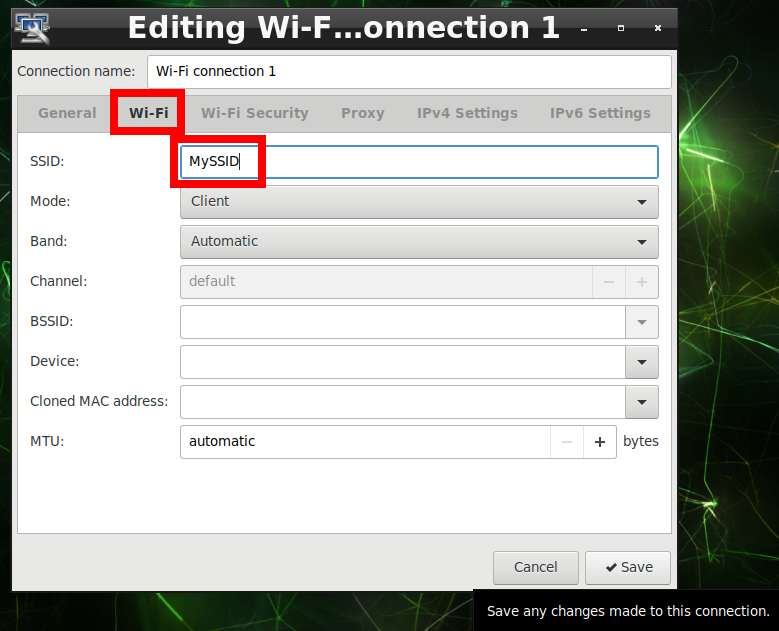 Editing Wi-F...onnection 1
Connection name: Wi-Fi connection 1
General Wi-Fi Wi-Fi Security Proxy IPv4 Settings IPv6 Settings
SSID: MySSID
Mode: Client
Band: Automatic
Channel: default
BSSID:
Device:
Cloned MAC address:
MTU: automatic bytes
Cancel Save
Save any changes made to this connection.